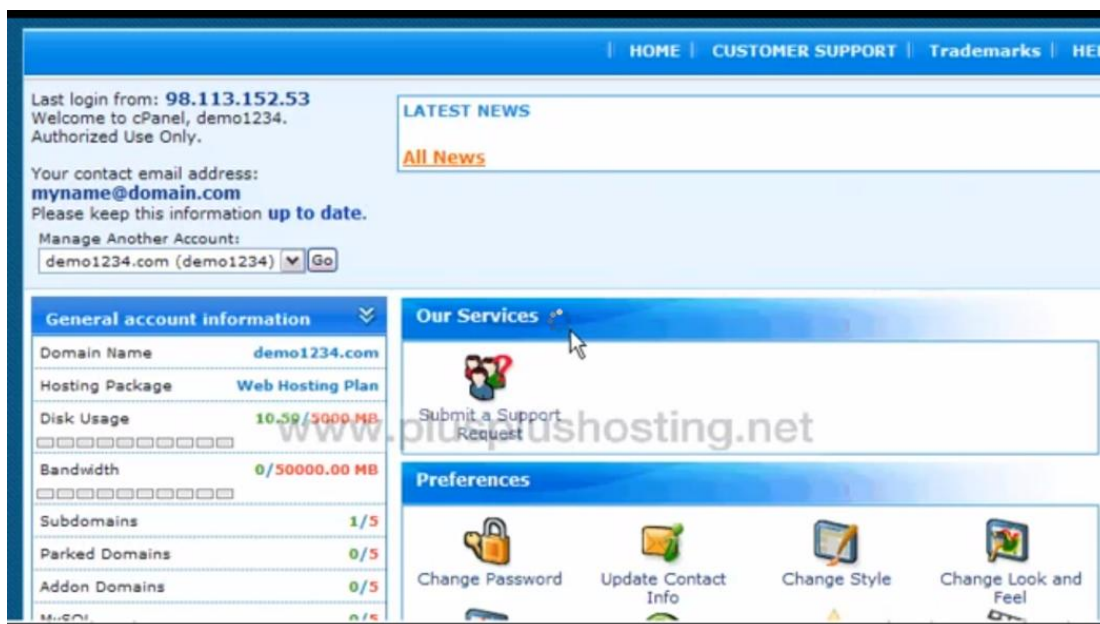 HOME
CUSTOMER SUPPORT
Trademarks
HEL
Last login from: 98.113.152.53
Welcome to cPanel, demo1234.
Authorized Use Only.
Your contact email address:
myname@domain.com
Please keep this information up to date.
Manage Another Account:
demo1234.com (demo1234)
Go
LATEST NEWS
All News
General account information
Domain Name demo1234.com
Hosting Package Web Hosting Plan
Disk Usage 10.59/5000 MB
Bandwidth 0/50000.00 MB
Subdomains 1/5
Parked Domains 0/5
Addon Domains 0/5
MySQL 0/5
Our Services
Submit a Support
Request
www.plusplushosting.net
Preferences
Change Password
Update Contact
Info
Change Style
Change Look and
Feel